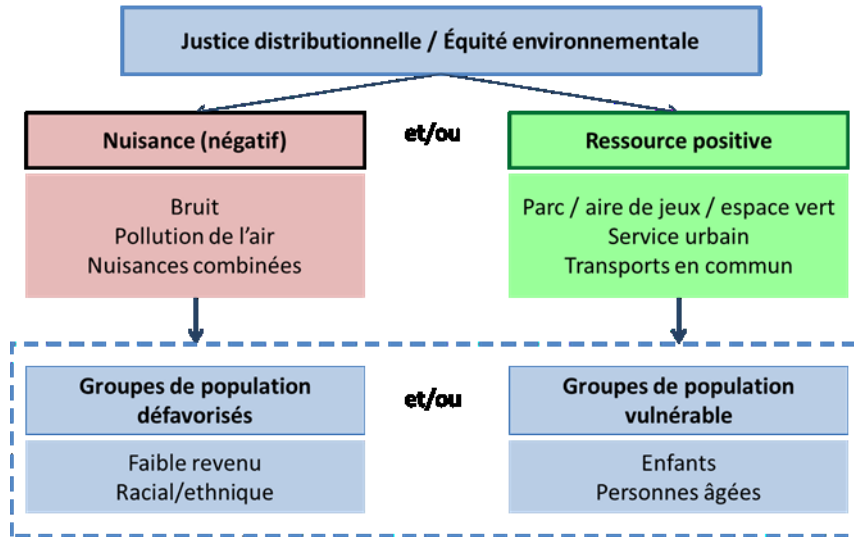 Justice distributionnelle / Équité environnementale
Nuisance (négatif)
et/ou
Ressource positive
Bruit
Pollution de l'air
Nuisances combinées
Parc / aire de jeux / espace vert
Service urbain
Transports en commun
Groupes de population
défavorisés
et/ou
Groupes de population
vulnérable
Faible revenu
Racial/ethnique
Enfants
Personnes âgées